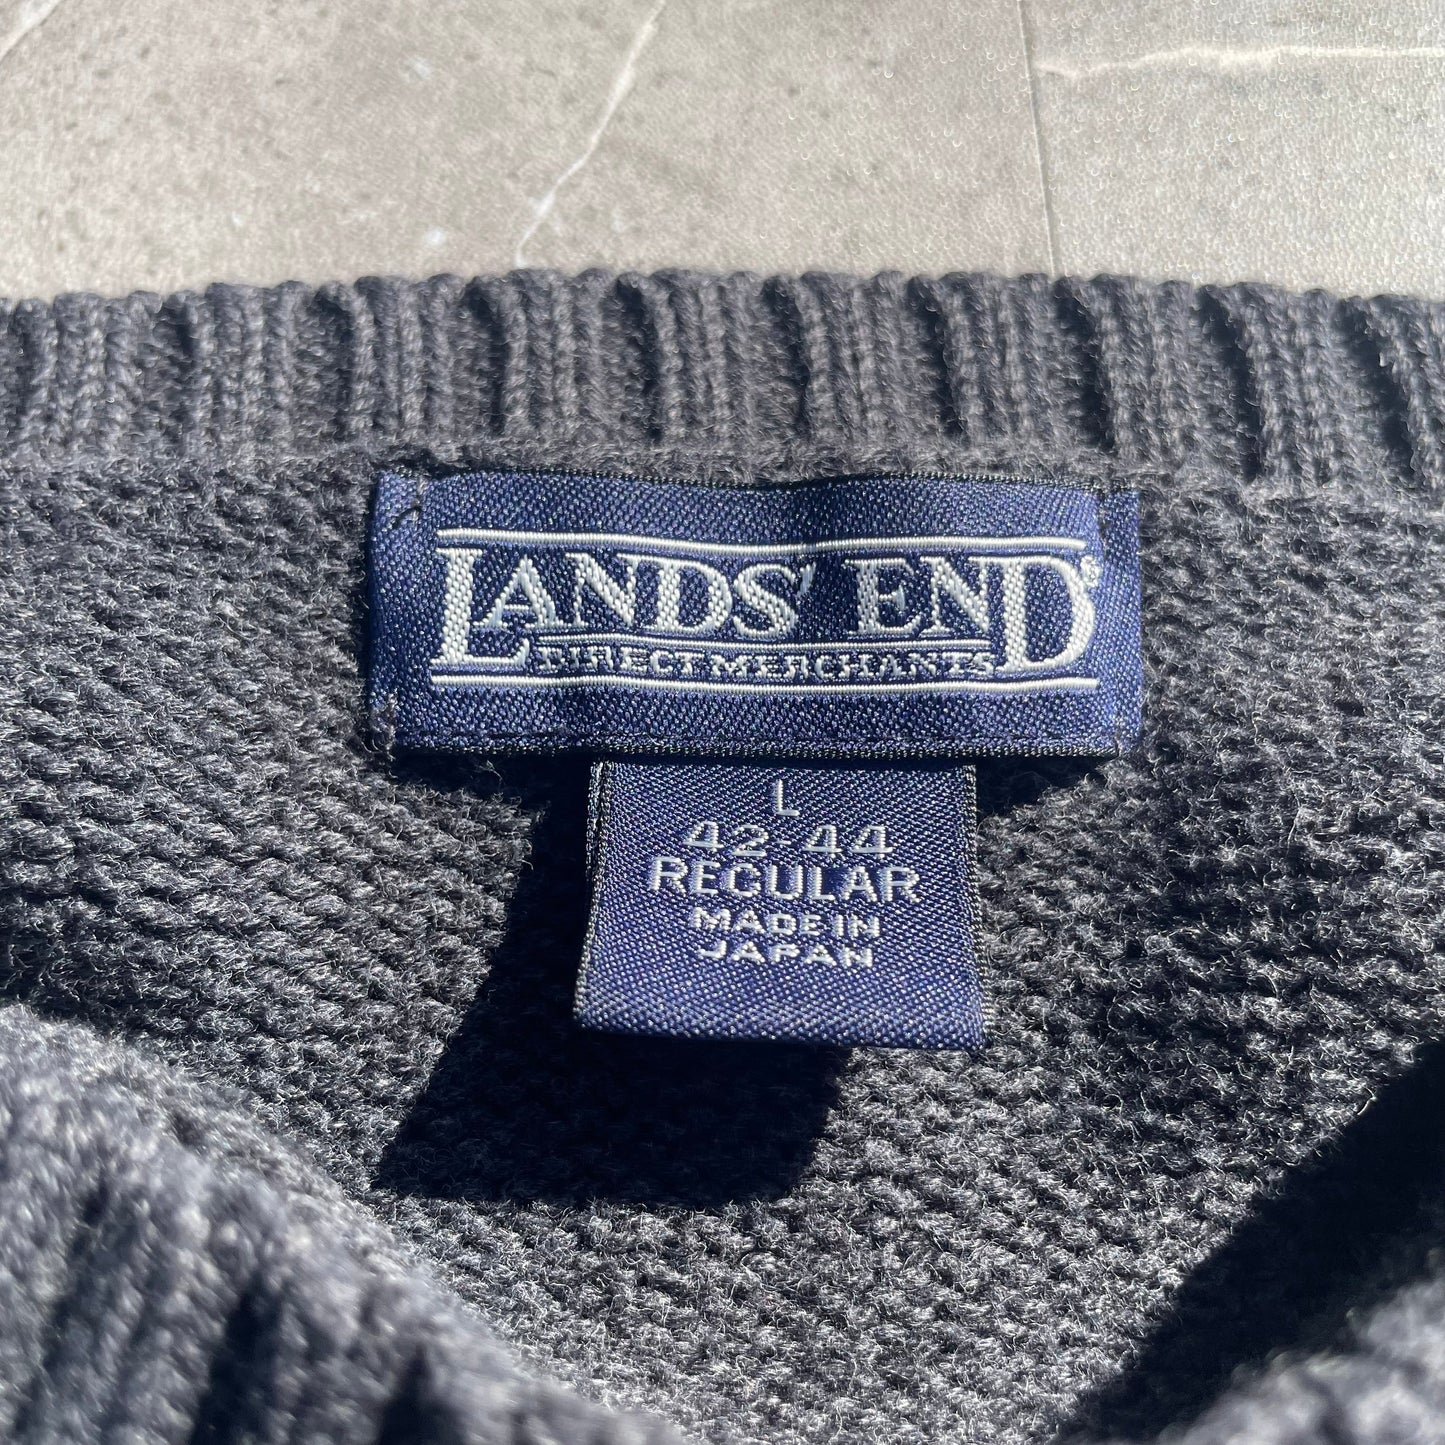 LANDS' END®
DIRECT MERCHANTS
L
42-44
REGULAR
MADE IN
JAPAN